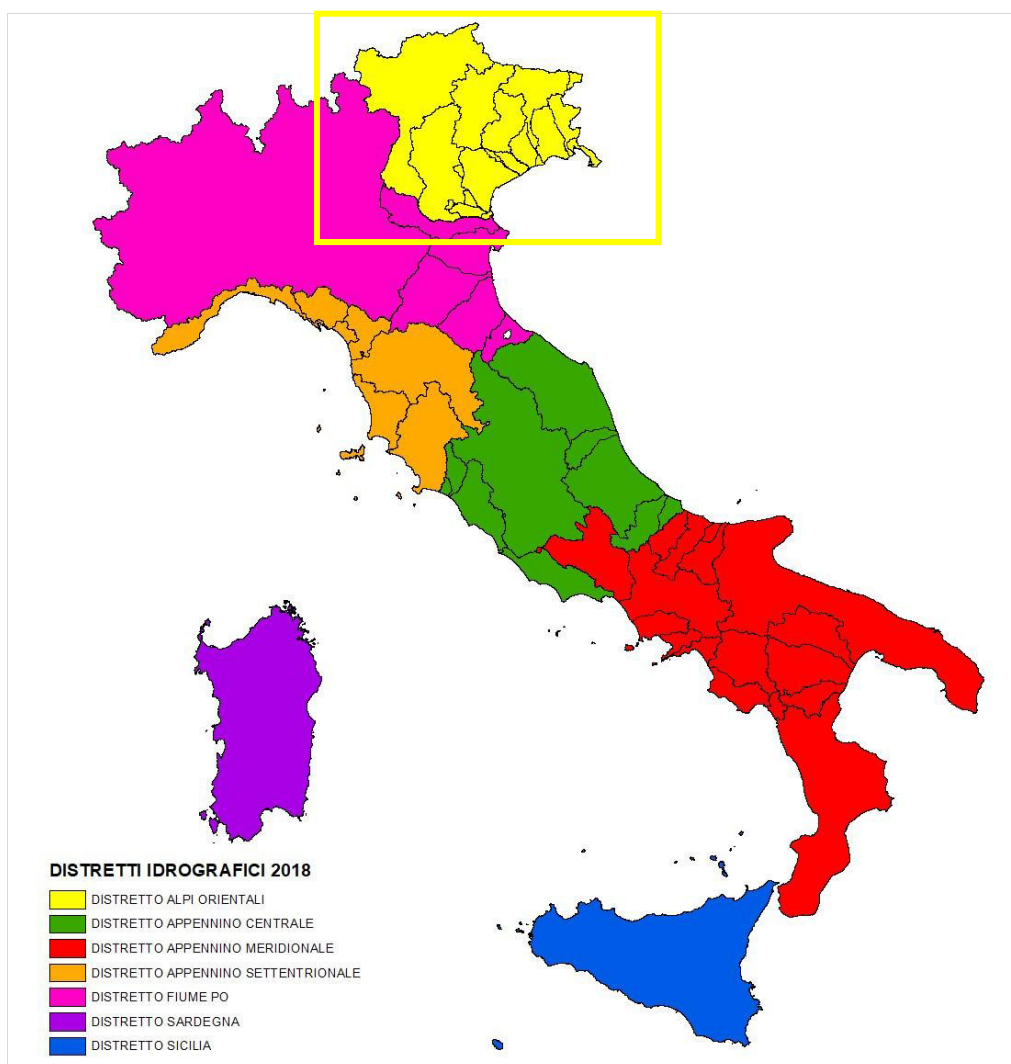 DISTRETTI IDROGRAFICI 2018
DISTRETTO ALPI ORIENTALI
DISTRETTO APPENNINO CENTRALE
DISTRETTO APPENNINO MERIDIONALE
DISTRETTO APPENNINO SETTENTRIONALE
DISTRETTO FIUME PO
DISTRETTO SARDEGNA
DISTRETTO SICILIA